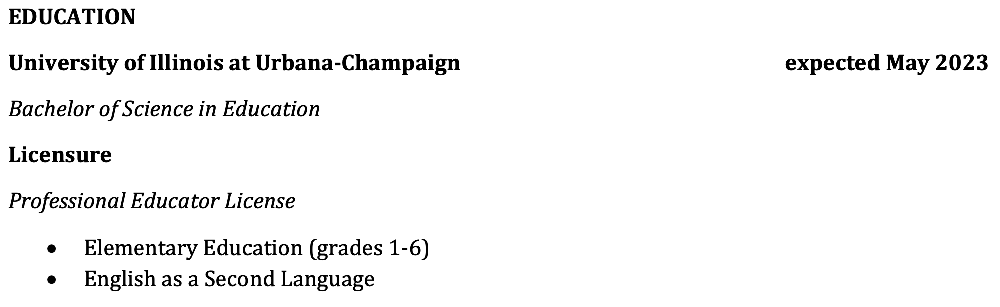 EDUCATION
University of Illinois at Urbana-Champaign expected May 2023
Bachelor of Science in Education
Licensure
Professional Educator License
• Elementary Education (grades 1-6)
• English as a Second Language